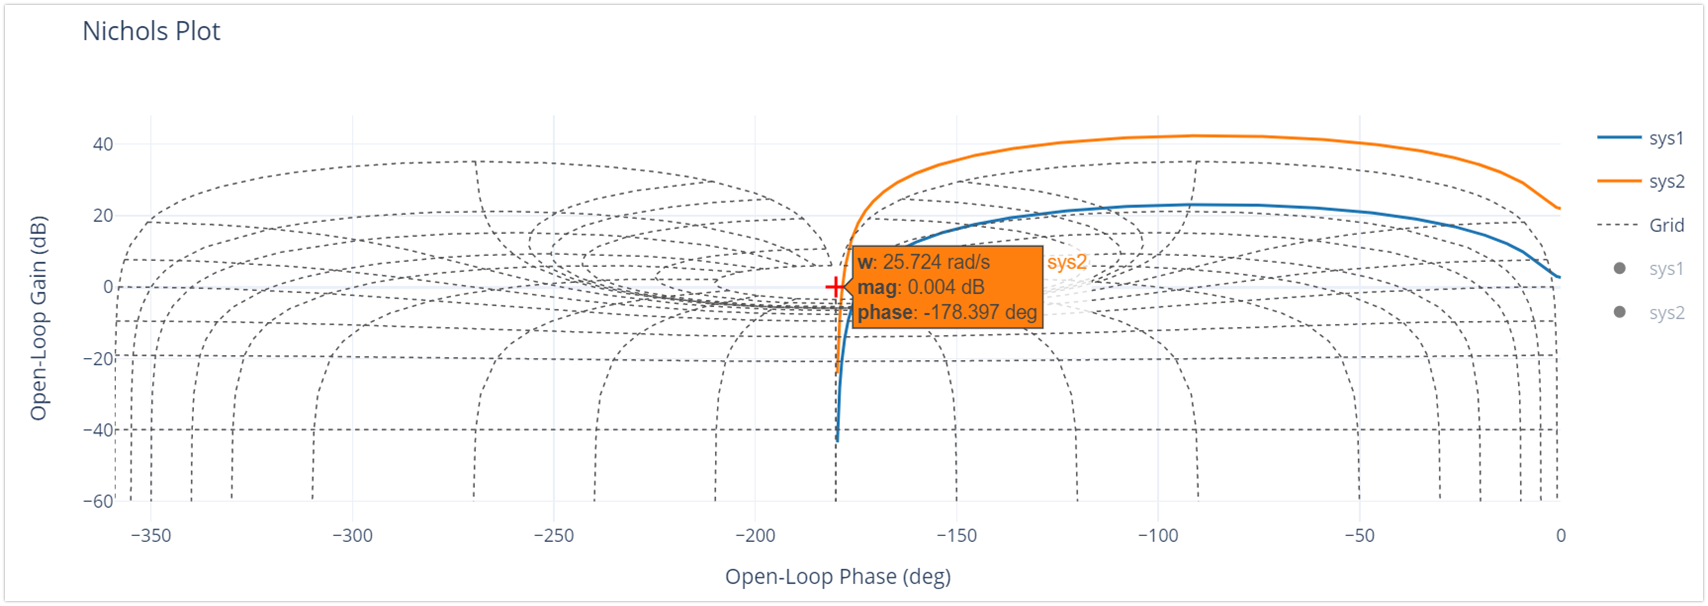 Nichols Plot
40
20
0
−20
−40
−60
Open-Loop Gain (dB)
w: 25.724 rad/s
mag: 0.004 dB
phase: -178.397 deg
sys2
−350
−300
−250
−200
−150
−100
−50
0
Open-Loop Phase (deg)
sys1
sys2
Grid
sys1
sys2